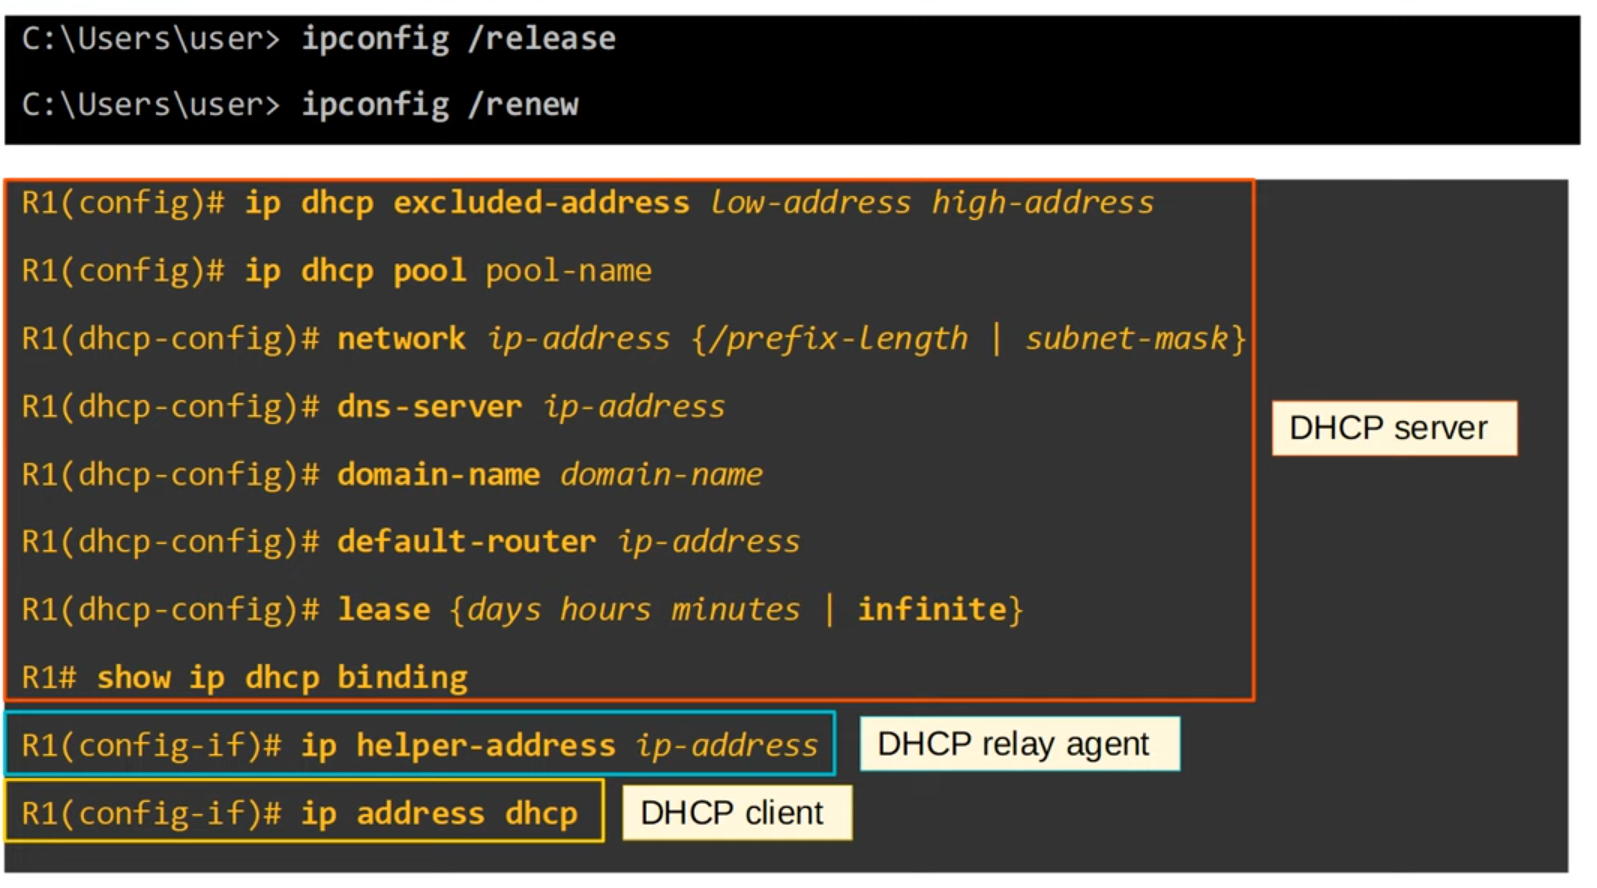 C:\Users\user> ipconfig /release
C:\Users\user> ipconfig /renew
R1(config)# ip dhcp excluded-address low-address high-address
R1(config)# ip dhcp pool pool-name
R1(dhcp-config)# network ip-address {/prefix-length | subnet-mask}
R1(dhcp-config)# dns-server ip-address
DHCP server
R1(dhcp-config)# domain-name domain-name
R1(dhcp-config)# default-router ip-address
R1(dhcp-config)# lease {days hours minutes | infinite}
R1# show ip dhcp binding
R1(config-if)# ip helper-address ip-address
DHCP relay agent
R1(config-if)# ip address dhcp
DHCP client